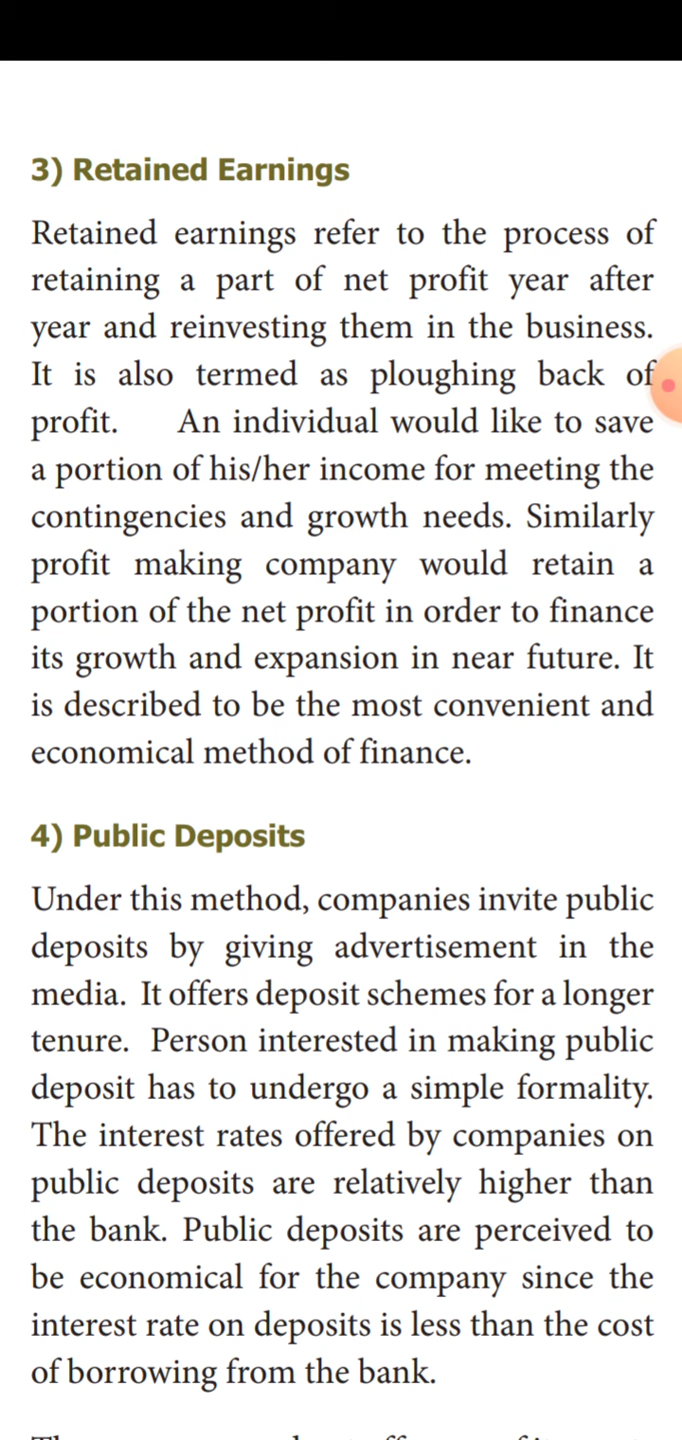 3) Retained Earnings
Retained earnings refer to the process of
retaining a part of net profit year after
year and reinvesting them in the business.
It is also termed as ploughing back of
profit. An individual would like to save
a portion of his/her income for meeting the
contingencies and growth needs. Similarly
profit making company would retain a
portion of the net profit in order to finance
its growth and expansion in near future. It
is described to be the most convenient and
economical method of finance.
4) Public Deposits
Under this method, companies invite public
deposits by giving advertisement in the
media. It offers deposit schemes for a longer
tenure. Person interested in making public
deposit has to undergo a simple formality.
The interest rates offered by companies on
public deposits are relatively higher than
the bank. Public deposits are perceived to
be economical for the company since the
interest rate on deposits is less than the cost
of borrowing from the bank.